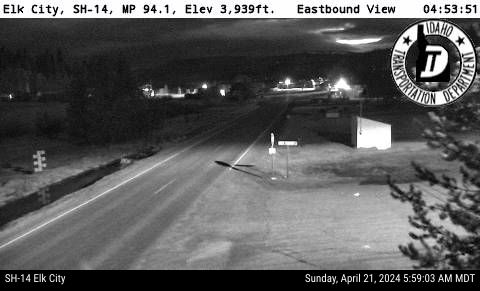 Elk City, SH-14, MP 94.1, Elev 3,939ft. Eastbound View 04:53:51
IDAHO
TRANSPORTATION DEPARTMENT
SH-14 Elk City Sunday, April 21, 2024 5:59:03 AM MDT